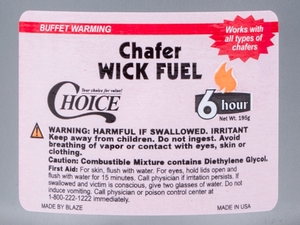 BUFFET WARMING
Works with
all types of
chafers
Chafer
WICK FUEL
Your choice for value!
CHOICE
6 hour
Net Wt. 195g
WARNING: HARMFUL IF SWALLOWED. IRRITANT
Keep away from children. Do not ingest. Avoid
breathing of vapor or contact with eyes, skin or
clothing.
Caution: Combustible Mixture contains Diethylene Glycol.
First Aid: For skin, flush with water. For eyes, hold lids open and
flush with water for 15 minutes. Call physician if irritation persists. If
swallowed and victim is conscious, give two glasses of water. Do not
induce vomiting. Call physician or poison control center at
1-800-222-1222 immediately.
MADE BY BLAZE
MADE IN USA